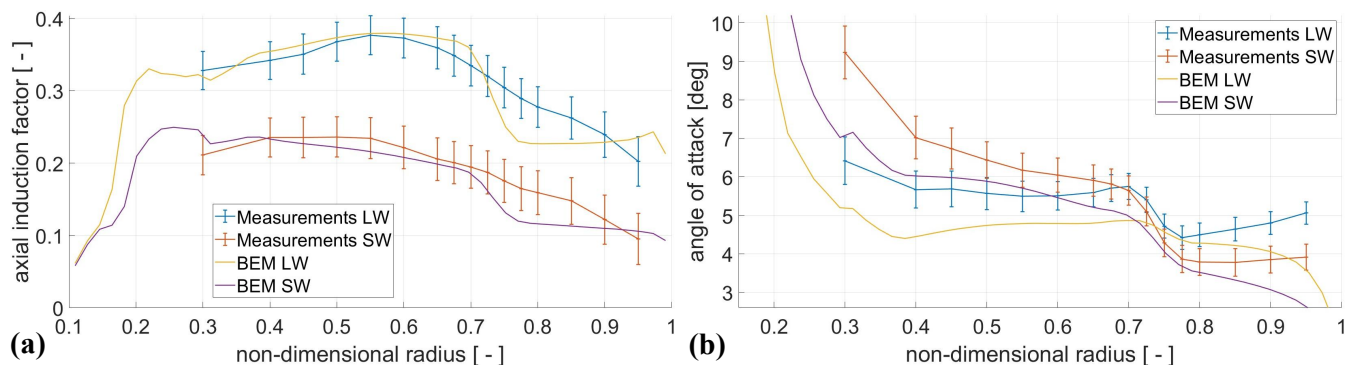 0.4
0.3
0.2
0.1
0
axial induction factor [ - ]
Measurements LW
Measurements SW
BEM LW
BEM SW
0.1 0.2 0.3 0.4 0.5 0.6 0.7 0.8 0.9 1
non-dimensional radius [ - ]
(a)
10
9
8
7
6
5
4
3
angle of attack [deg]
Measurements LW
Measurements SW
BEM LW
BEM SW
0.2 0.3 0.4 0.5 0.6 0.7 0.8 0.9 1
non-dimensional radius [ - ]
(b)